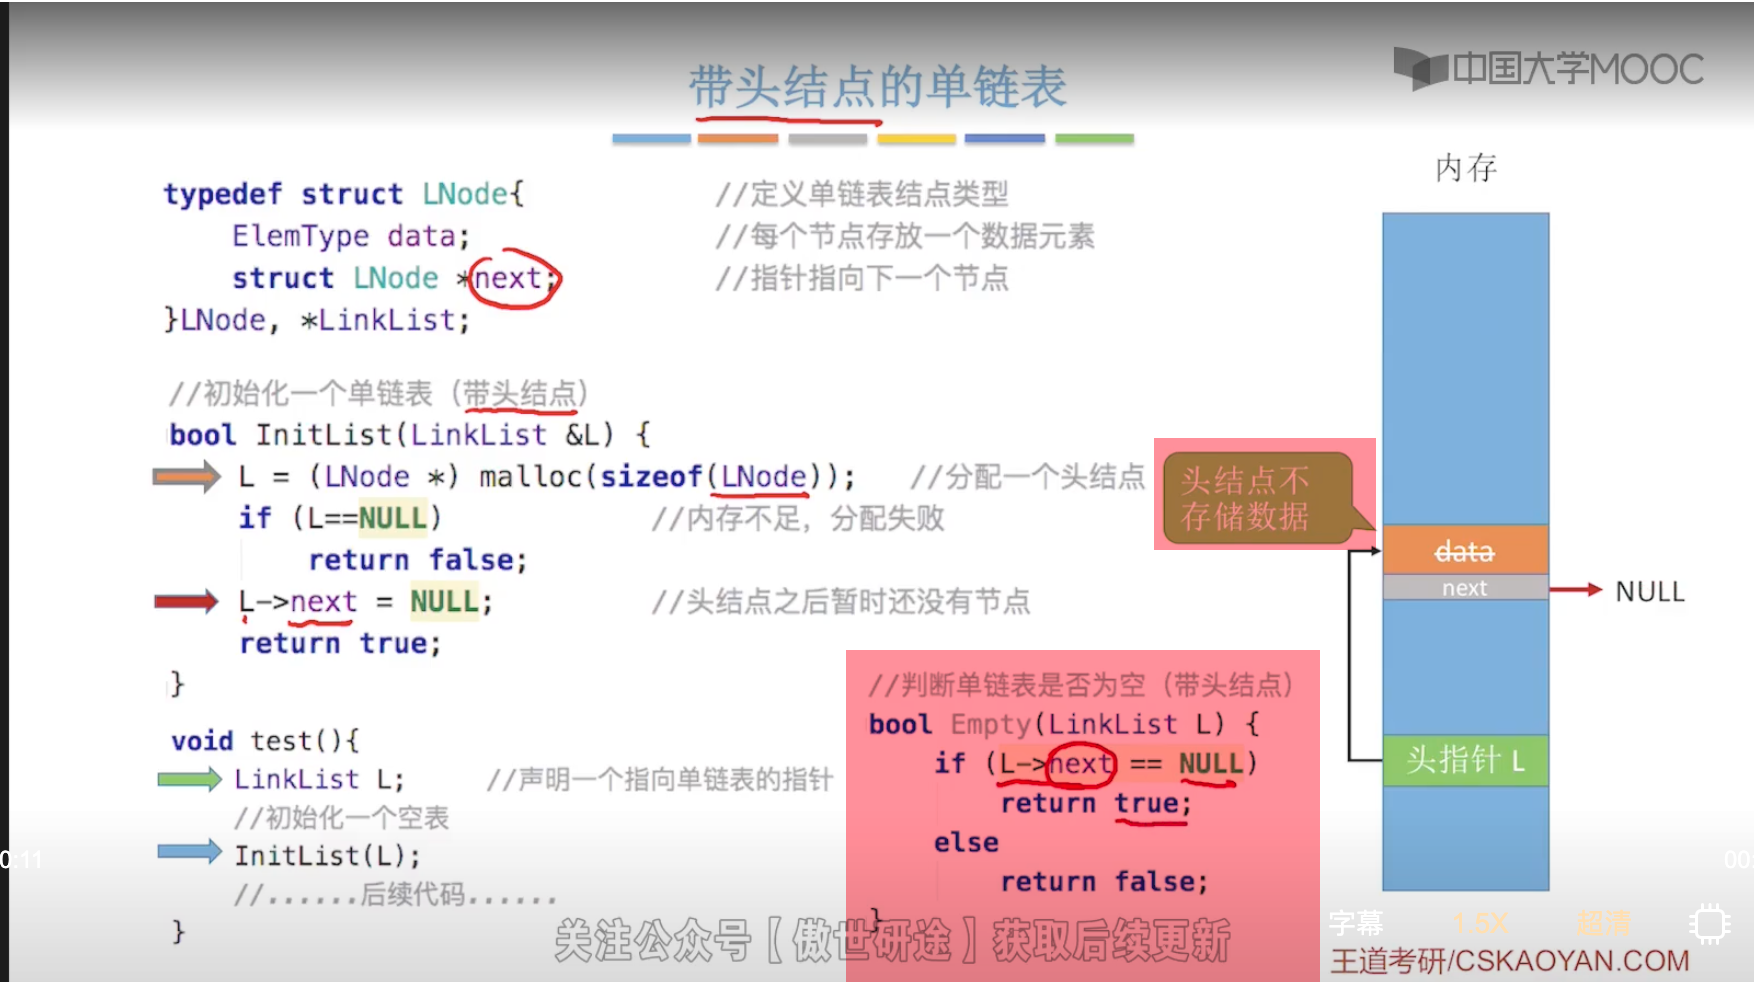 中国大学MOOC
带头结点的单链表
内存
typedef struct LNode{ //定义单链表结点类型
ElemType data; //每个节点存放一个数据元素
struct LNode *next; //指针指向下一个节点
}LNode, *LinkList;
//初始化一个单链表（带头结点）
bool InitList(LinkList &L) {
L = (LNode *) malloc(sizeof(LNode)); //分配一个头结点
if (L==NULL) //内存不足，分配失败
return false;
L->next = NULL; //头结点之后暂时还没有节点
return true;
}
void test(){
LinkList L; //声明一个指向单链表的指针
//初始化一个空表
InitList(L);
//......后续代码......
}
头结点不
存储数据
data
next
NULL
头指针 L
//判断单链表是否为空（带头结点）
bool Empty(LinkList L) {
if (L->next == NULL)
return true;
else
return false;
}
0:11
00:
字幕 1.5X 超清
关注公众号【傲世研途】获取后续更新
王道考研/CSKAOYAN.COM